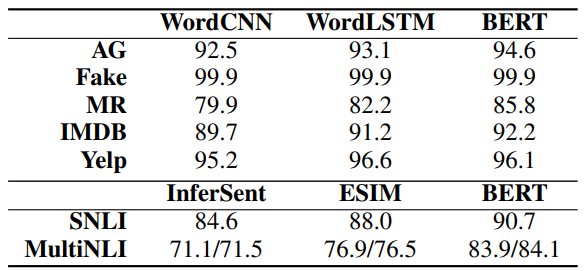 WordCNN WordLSTM BERT
AG 92.5 93.1 94.6
Fake 99.9 99.9 99.9
MR 79.9 82.2 85.8
IMDB 89.7 91.2 92.2
Yelp 95.2 96.6 96.1
InferSent ESIM BERT
SNLI 84.6 88.0 90.7
MultiNLI 71.1/71.5 76.9/76.5 83.9/84.1